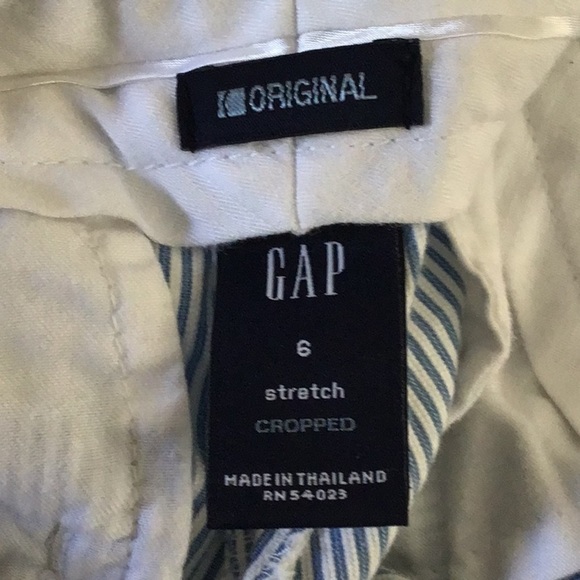 ORIGINAL
GAP
6
stretch
CROPPED
MADE IN THAILAND
RN 54023